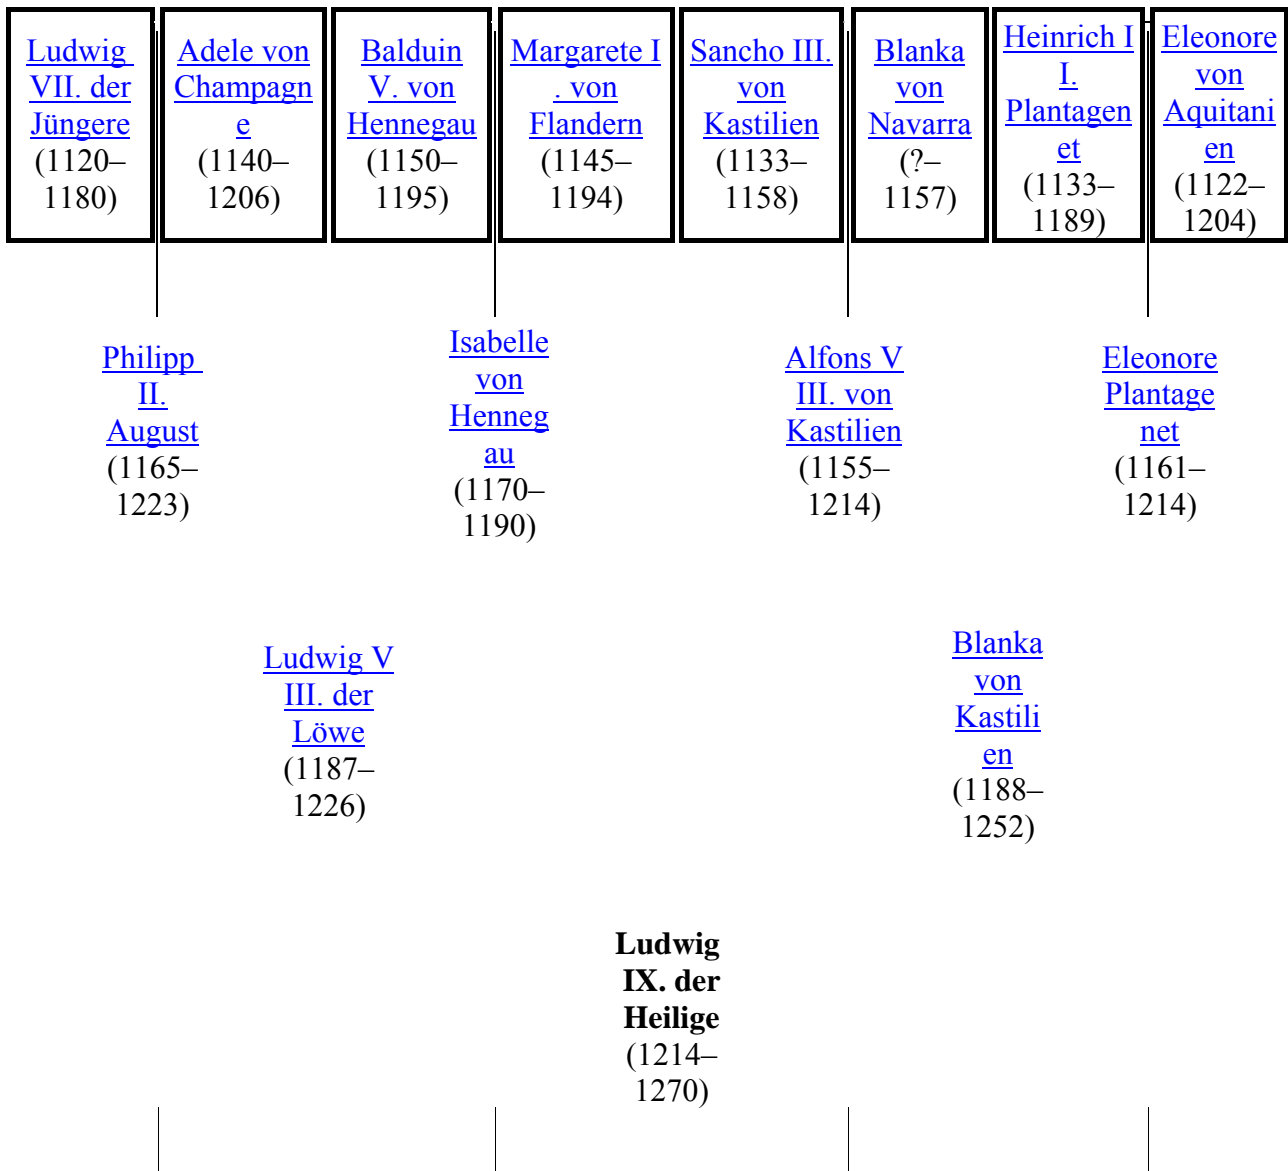 Ludwig
VII. der
Jüngere
(1120–
1180)
Adele von
Champagn
e
(1140–
1206)
Balduin
V. von
Hennegau
(1150–
1195)
Margarete I
. von
Flandern
(1145–
1194)
Sancho III.
von
Kastilien
(1133–
1158)
Blanka
von
Navarra
(?–
1157)
Heinrich I
I.
Plantagen
et
(1133–
1189)
Eleonore
von
Aquitani
en
(1122–
1204)
Philipp
II.
August
(1165–
1223)
Isabelle
von
Henneg
au
(1170–
1190)
Alfons V
III. von
Kastilien
(1155–
1214)
Eleonore
Plantage
net
(1161–
1214)
Ludwig V
III. der
Löwe
(1187–
1226)
Blanka
von
Kastili
en
(1188–
1252)
Ludwig
IX. der
Heilige
(1214–
1270)